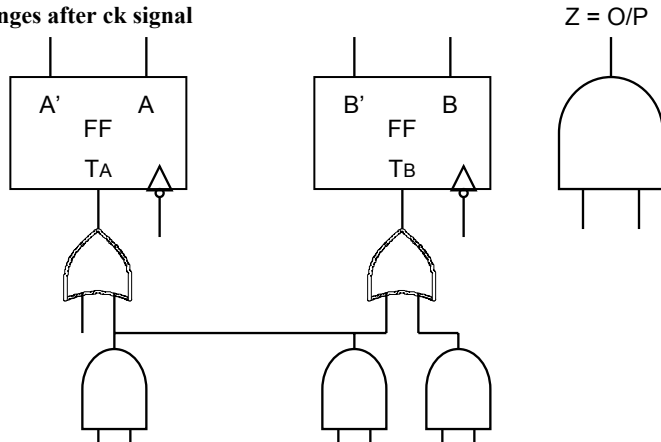 nges after ck signal
Z = O/P
A' A B' B
FF FF
TA TB